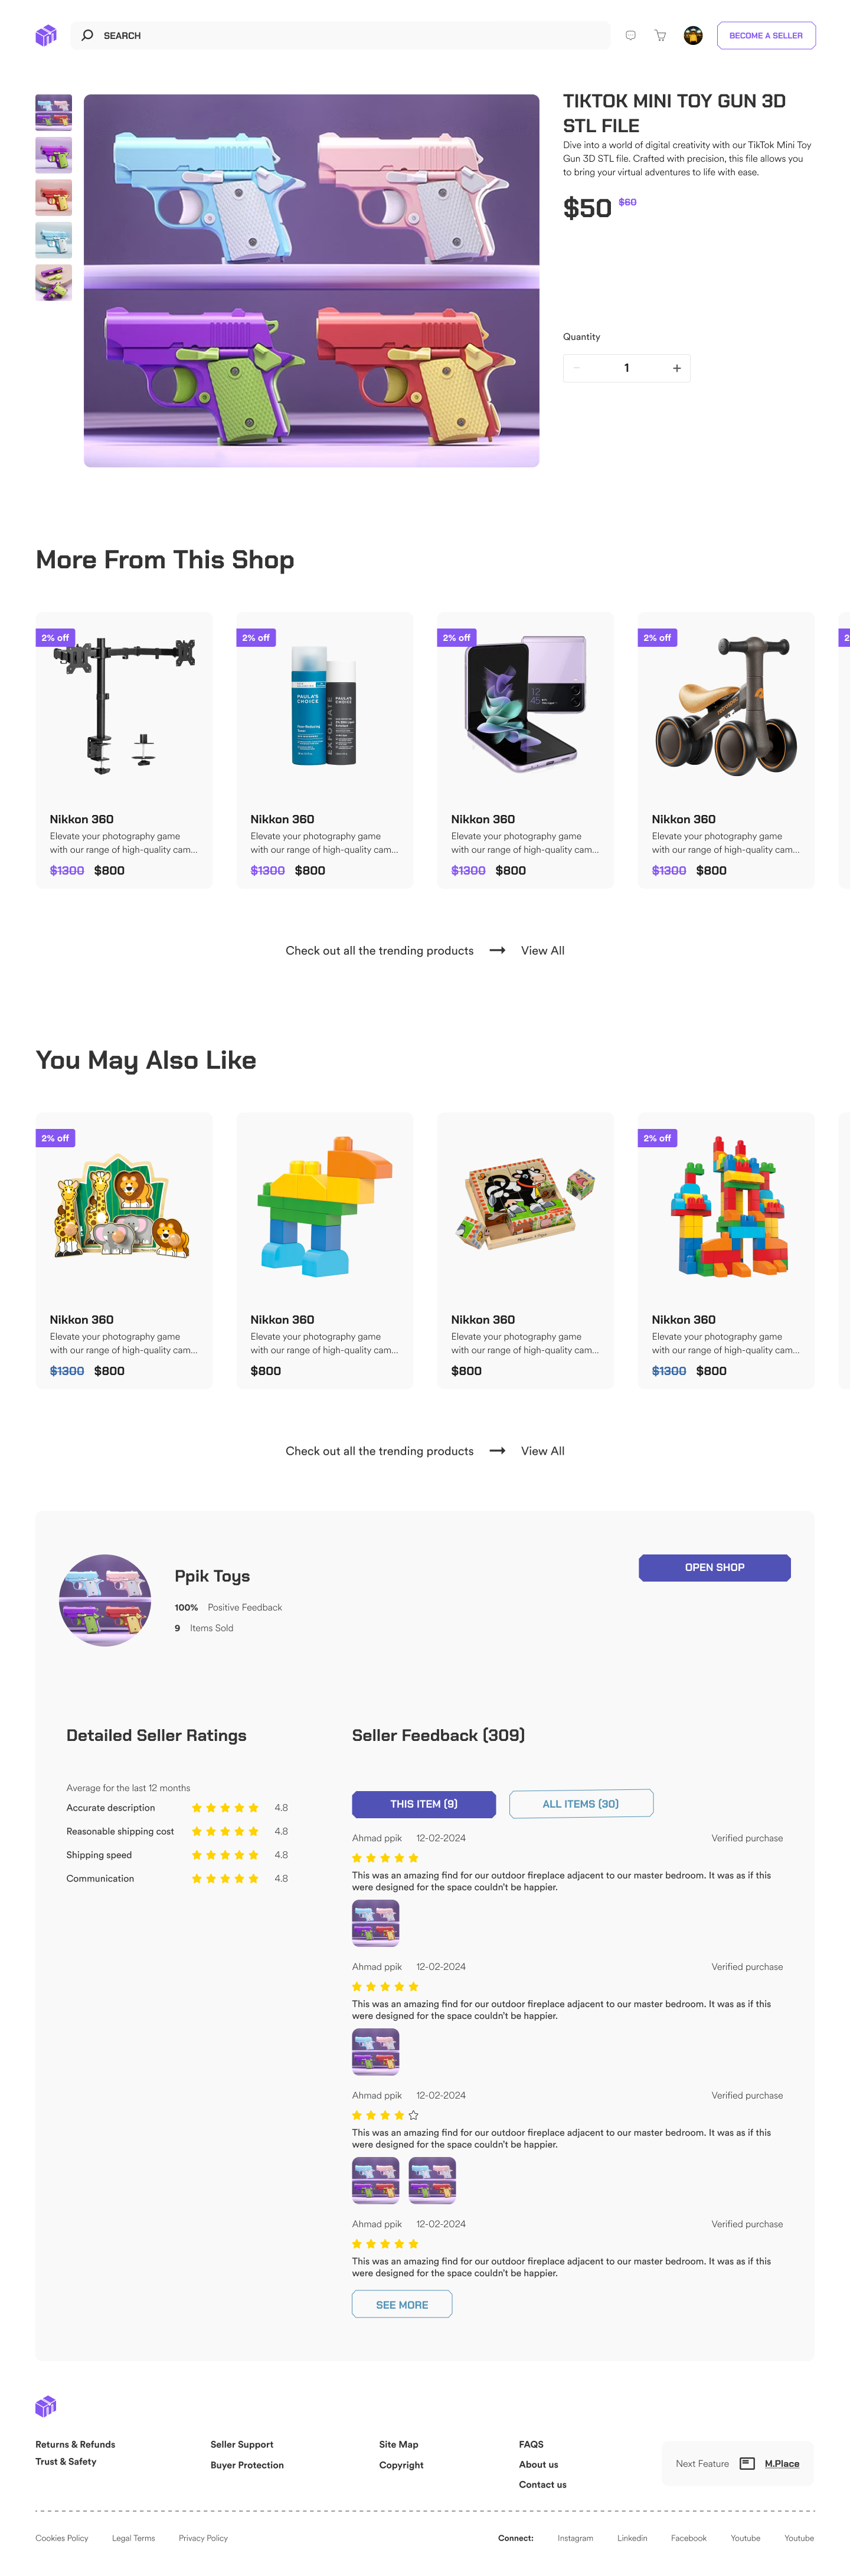 SEARCH
BECOME A SELLER
TIKTOK MINI TOY GUN 3D
STL FILE
Dive into a world of digital creativity with our TikTok Mini Toy
Gun 3D STL file. Crafted with precision, this file allows you
to bring your virtual adventures to life with ease.
$50 $60
Quantity
1
More From This Shop
2% off
2% off
2% off
2% off
2
PAULA'S CHOICE
PAULA'S CHOICE
EXFOLIATE
Nikkon 360
Elevate your photography game
with our range of high-quality cam...
$1300 $800
Nikkon 360
Elevate your photography game
with our range of high-quality cam...
$1300 $800
Nikkon 360
Elevate your photography game
with our range of high-quality cam...
$1300 $800
Nikkon 360
Elevate your photography game
with our range of high-quality cam...
$1300 $800
Check out all the trending products View All
You May Also Like
2% off
2% off
Nikkon 360
Elevate your photography game
with our range of high-quality cam...
$1300 $800
Nikkon 360
Elevate your photography game
with our range of high-quality cam...
$800
Nikkon 360
Elevate your photography game
with our range of high-quality cam...
$800
Nikkon 360
Elevate your photography game
with our range of high-quality cam...
$1300 $800
Check out all the trending products View All
Ppik Toys
OPEN SHOP
100% Positive Feedback
9 Items Sold
Detailed Seller Ratings
Average for the last 12 months
Accurate description 4.8
Reasonable shipping cost 4.8
Shipping speed 4.8
Communication 4.8
Seller Feedback (309)
THIS ITEM (9) ALL ITEMS (30)
Ahmad ppik 12-02-2024 Verified purchase
This was an amazing find for our outdoor fireplace adjacent to our master bedroom. It was as if this
were designed for the space couldn't be happier.
Ahmad ppik 12-02-2024 Verified purchase
This was an amazing find for our outdoor fireplace adjacent to our master bedroom. It was as if this
were designed for the space couldn't be happier.
Ahmad ppik 12-02-2024 Verified purchase
This was an amazing find for our outdoor fireplace adjacent to our master bedroom. It was as if this
were designed for the space couldn't be happier.
Ahmad ppik 12-02-2024 Verified purchase
This was an amazing find for our outdoor fireplace adjacent to our master bedroom. It was as if this
were designed for the space couldn't be happier.
SEE MORE
Returns & Refunds
Trust & Safety
Seller Support
Buyer Protection
Site Map
Copyright
FAQS
About us
Contact us
Next Feature M.Place
Cookies Policy Legal Terms Privacy Policy
Connect: Instagram Linkedin Facebook Youtube Youtube